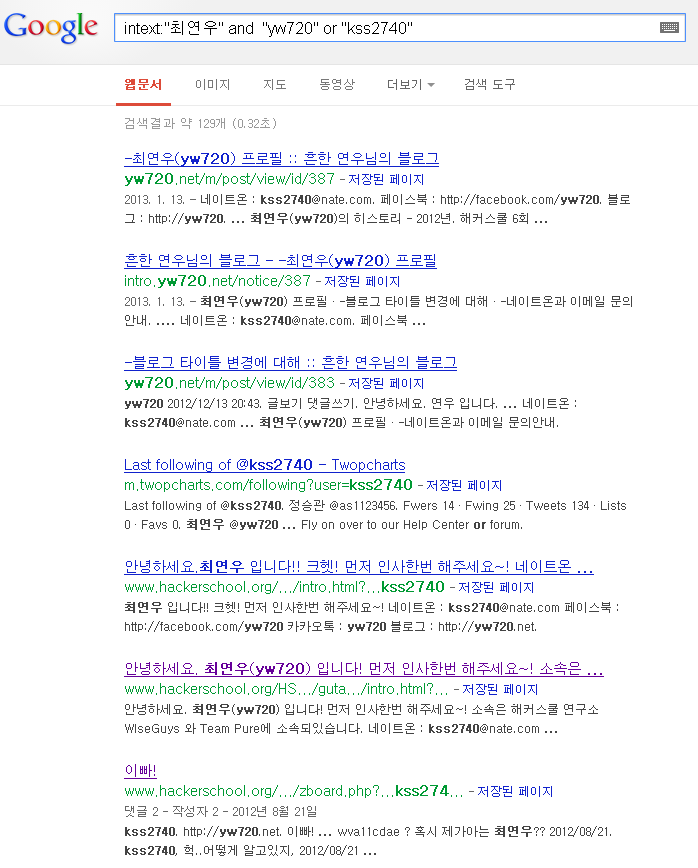 Google
intext:"최연우" and "yw720" or "kss2740"
웹문서 이미지 지도 동영상 더보기 검색 도구
검색결과 약 129개 (0.32초)
-최연우(yw720) 프로필 :: 흔한 연우님의 블로그
yw720.net/m/post/view/id/387 - 저장된 페이지
2013. 1. 13. - 네이트온 : kss2740@nate.com. 페이스북 : http://facebook.com/yw720. 블로
그 : http://yw720. ... 최연우(yw720)의 히스토리 - 2012년. 해커스쿨 6회 ...
흔한 연우님의 블로그 - -최연우(yw720) 프로필
intro.yw720.net/notice/387 - 저장된 페이지
2013. 1. 13. - 최연우(yw720) 프로필 · -블로그 타이틀 변경에 대해 · -네이트온과 이메일 문의
안내. .... 네이트온 : kss2740@nate.com. 페이스북 ...
-블로그 타이틀 변경에 대해 :: 흔한 연우님의 블로그
yw720.net/m/post/view/id/383 - 저장된 페이지
yw720 2012/12/13 20:43. 글보기 댓글쓰기. 안녕하세요. 연우 입니다. ... 네이트온 :
kss2740@nate.com ... 최연우(yw720) 프로필 · -네이트온과 이메일 문의안내.
Last following of @kss2740 - Twopcharts
m.twopcharts.com/following?user=kss2740 - 저장된 페이지
Last following of @kss2740. 정승관 @as1123456. Fwers 14 · Fwing 25 · Tweets 134 · Lists
0 · Favs 0. 최연우 @yw720 ... Fly on over to our Help Center or forum.
안녕하세요.최연우 입니다!! 크헷! 먼저 인사한번 해주세요~! 네이트온 ...
www.hackerschool.org/.../intro.html?...kss2740 - 저장된 페이지
최연우 입니다!! 크헷! 먼저 인사한번 해주세요~! 네이트온 : kss2740@nate.com 페이스북 :
http://facebook.com/yw720 카카오톡 : yw720 블로그 : http://yw720.net.
안녕하세요. 최연우(yw720) 입니다! 먼저 인사한번 해주세요~! 소속은 ...
www.hackerschool.org/HS.../guta.../intro.html?... - 저장된 페이지
안녕하세요. 최연우(yw720) 입니다! 먼저 인사한번 해주세요~! 소속은 해커스쿨 연구소
WiseGuys 와 Team Pure에 소속되있습니다. 네이트온 : kss2740@nate.com ...
이빠!
www.hackerschool.org/.../zboard.php?...kss274... - 저장된 페이지
댓글 2 - 작성자 2 - 2012년 8월 21일
kss2740. http://yw720.net. 이빠! ... wva11cdae ? 혹시 제가아는 최연우?? 2012/08/21.
kss2740, 헉..어떻게 알고있지, 2012/08/21 ...